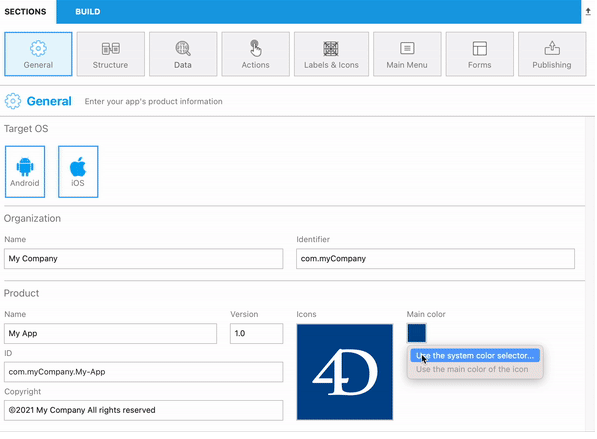 SECTIONS BUILD
General Structure Data Actions Labels & Icons Main Menu Forms Publishing
General Enter your app's product information
Target OS
Android iOS
Organization
Name Identifier
My Company com.myCompany
Product
Name Version Icons Main color
My App 1.0
ID
com.myCompany.My-App
Copyright
©2021 My Company All rights reserved
4D
Use the system color selector...
Use the main color of the icon